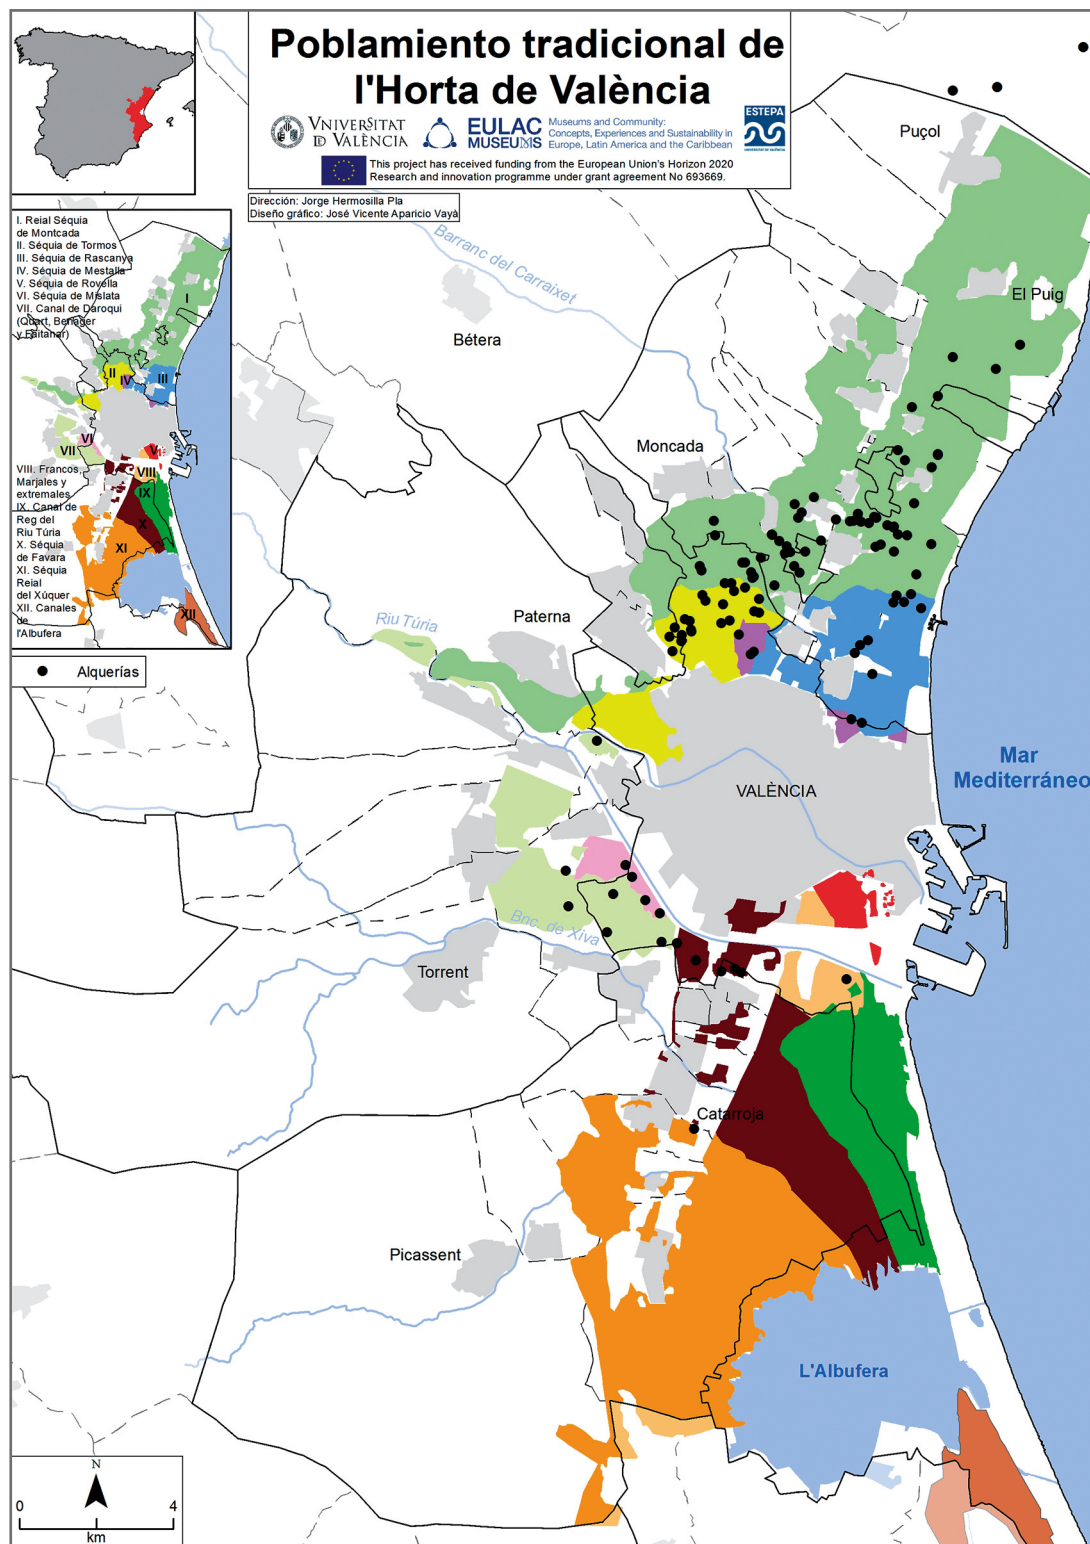 Poblamiento tradicional de
l'Horta de València
VNIVERSITAT
ID VALÈNCIA
EULAC
MUSEUMS
Museums and Community:
Concepts, Experiences and Sustainability in
Europe, Latin America and the Caribbean
ESTEPA
UNIVERSITAT DE VALÈNCIA
This project has received funding from the European Union's Horizon 2020
Research and innovation programme under grant agreement No 693669.
Dirección: Jorge Hermosilla Pla
Diseño gráfico: José Vicente Aparicio Vayà
I. Reial Séquia
de Montcada
II. Séquia de Tormos
III. Séquia de Rascanya
IV. Séquia de Mestalla
V. Séquia de Rovella
VI. Séquia de Mislata
VII. Canal de Daroqui
(Quart, Benager
y Faitanar)
VIII. Francos,
Marjales y
extremales
IX. Canal de
Reg del
Riu Túria
X. Séquia
de Favara
XI. Séquia
Reial
del Xúquer
XII. Canales
de
l'Albufera
I
II
IV
III
VI
VII
V
VIII
IX
X
XI
XII
Alquerías
Puçol
El Puig
Barranc del Carraixet
Bétera
Moncada
Riu Túria
Paterna
Mar
Mediterráneo
VALÈNCIA
Bnc. de Xiva
Torrent
Catarroja
Picassent
L'Albufera
N
0 4
km